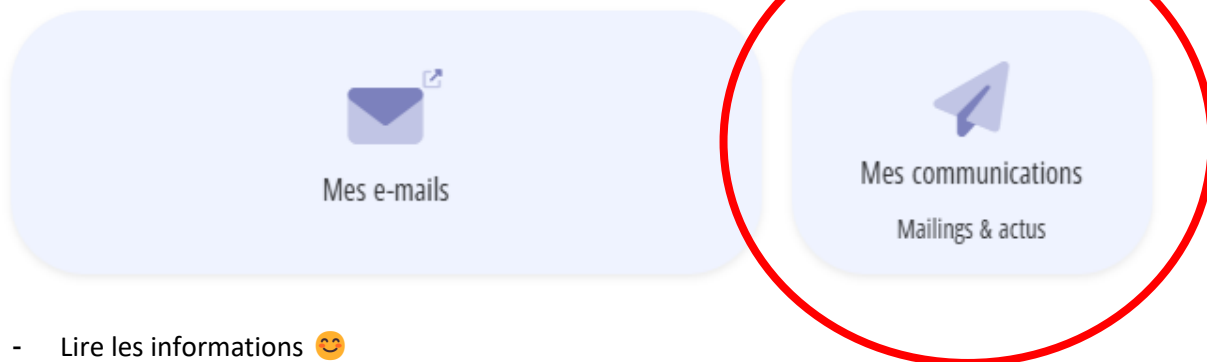 Mes e-mails
Mes communications
Mailings & actus
- Lire les informations 😊